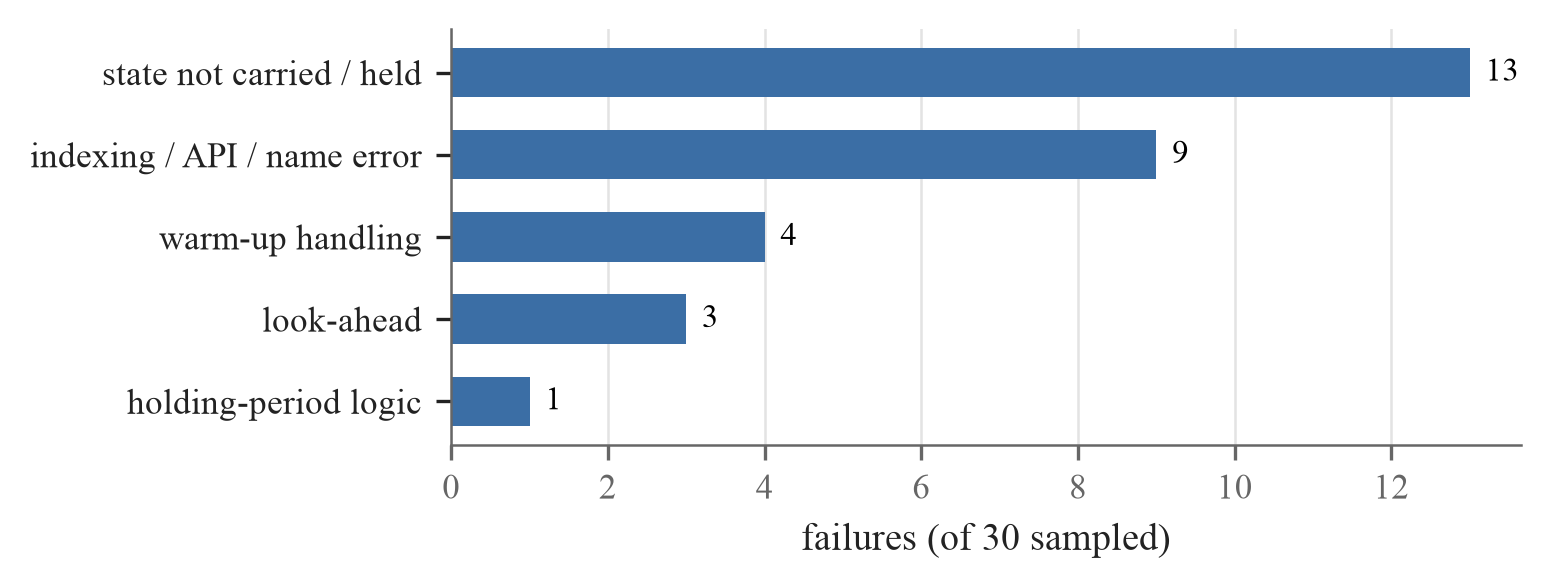 state not carried / held 13
indexing / API / name error 9
warm-up handling 4
look-ahead 3
holding-period logic 1
0 2 4 6 8 10 12
failures (of 30 sampled)